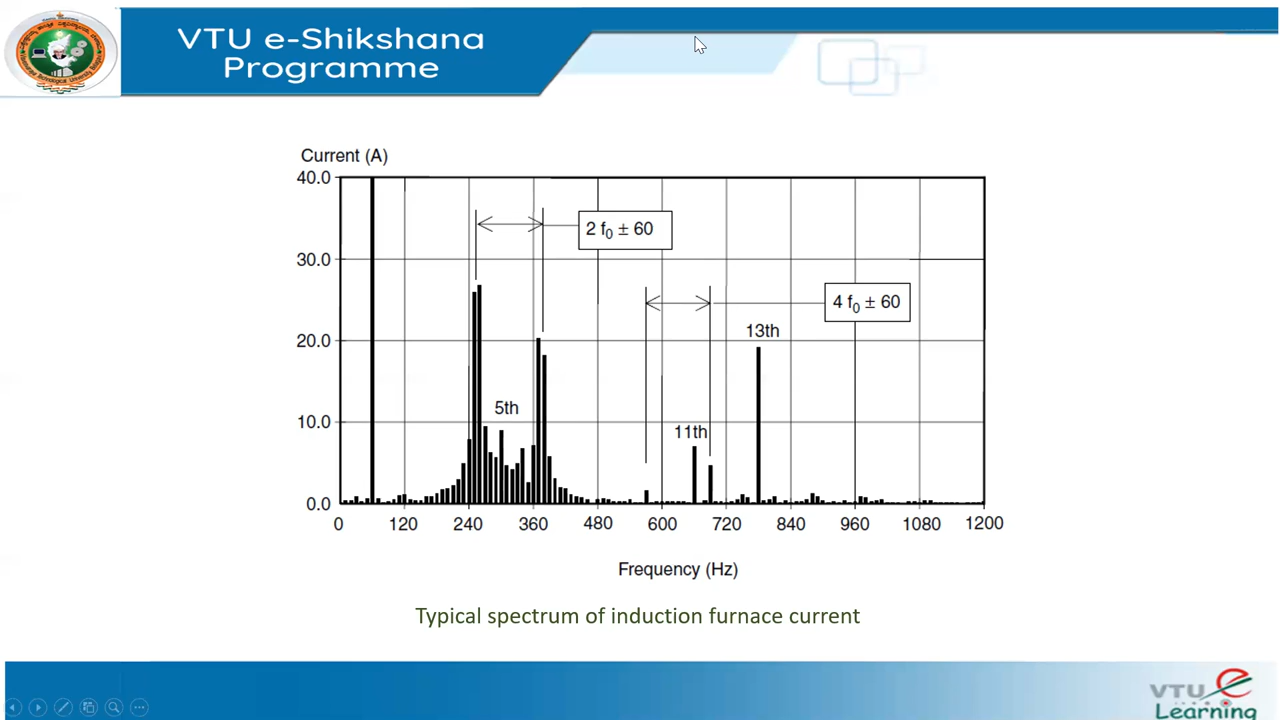 VTU e-Shikshana
Programme
Current (A)
40.0
30.0
20.0
10.0
0.0
2 f₀ ± 60
4 f₀ ± 60
13th
5th
11th
0 120 240 360 480 600 720 840 960 1080 1200
Frequency (Hz)
Typical spectrum of induction furnace current
VTU
Learning